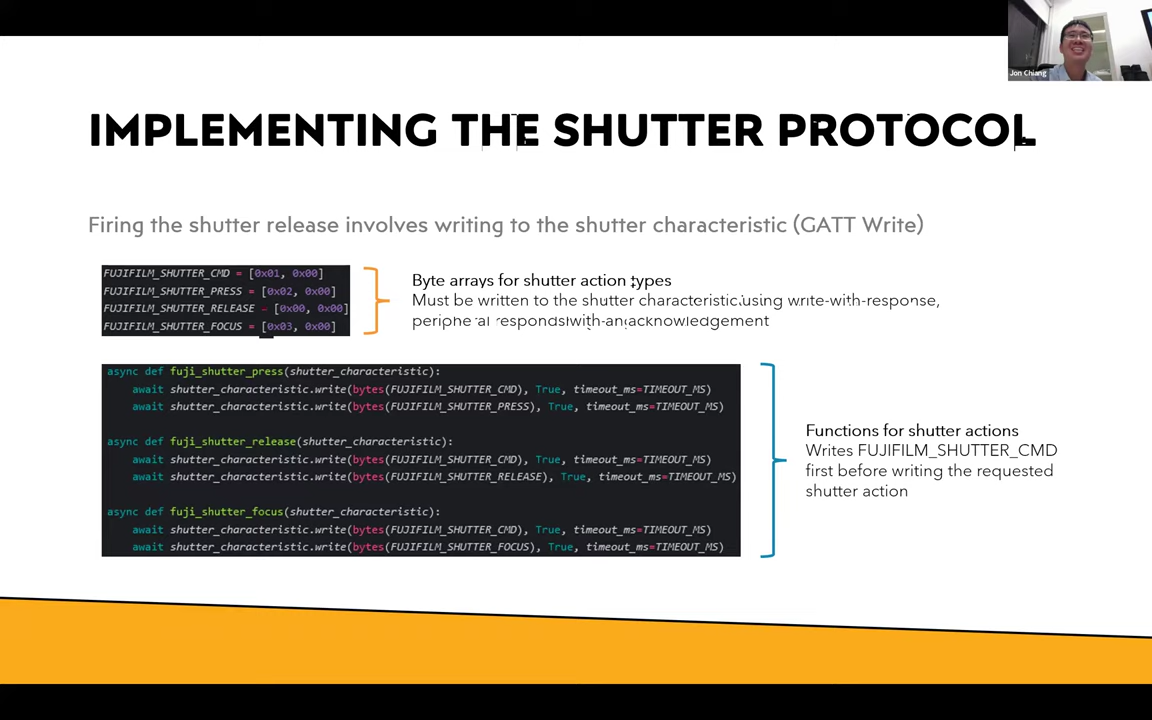 Jon Chiang
IMPLEMENTING THE SHUTTER PROTOCOL
Firing the shutter release involves writing to the shutter characteristic (GATT Write)
FUJIFILM_SHUTTER_CMD = [0x01, 0x00]
FUJIFILM_SHUTTER_PRESS = [0x02, 0x00]
FUJIFILM_SHUTTER_RELEASE = [0x00, 0x00]
FUJIFILM_SHUTTER_FOCUS = [0x03, 0x00]
Byte arrays for shutter action types
Must be written to the shutter characteristic using write-with-response,
peripheral responds with an acknowledgement
async def fuji_shutter_press(shutter_characteristic):
await shutter_characteristic.write(bytes(FUJIFILM_SHUTTER_CMD), True, timeout_ms=TIMEOUT_MS)
await shutter_characteristic.write(bytes(FUJIFILM_SHUTTER_PRESS), True, timeout_ms=TIMEOUT_MS)
async def fuji_shutter_release(shutter_characteristic):
await shutter_characteristic.write(bytes(FUJIFILM_SHUTTER_CMD), True, timeout_ms=TIMEOUT_MS)
await shutter_characteristic.write(bytes(FUJIFILM_SHUTTER_RELEASE), True, timeout_ms=TIMEOUT_MS)
async def fuji_shutter_focus(shutter_characteristic):
await shutter_characteristic.write(bytes(FUJIFILM_SHUTTER_CMD), True, timeout_ms=TIMEOUT_MS)
await shutter_characteristic.write(bytes(FUJIFILM_SHUTTER_FOCUS), True, timeout_ms=TIMEOUT_MS)
Functions for shutter actions
Writes FUJIFILM_SHUTTER_CMD
first before writing the requested
shutter action